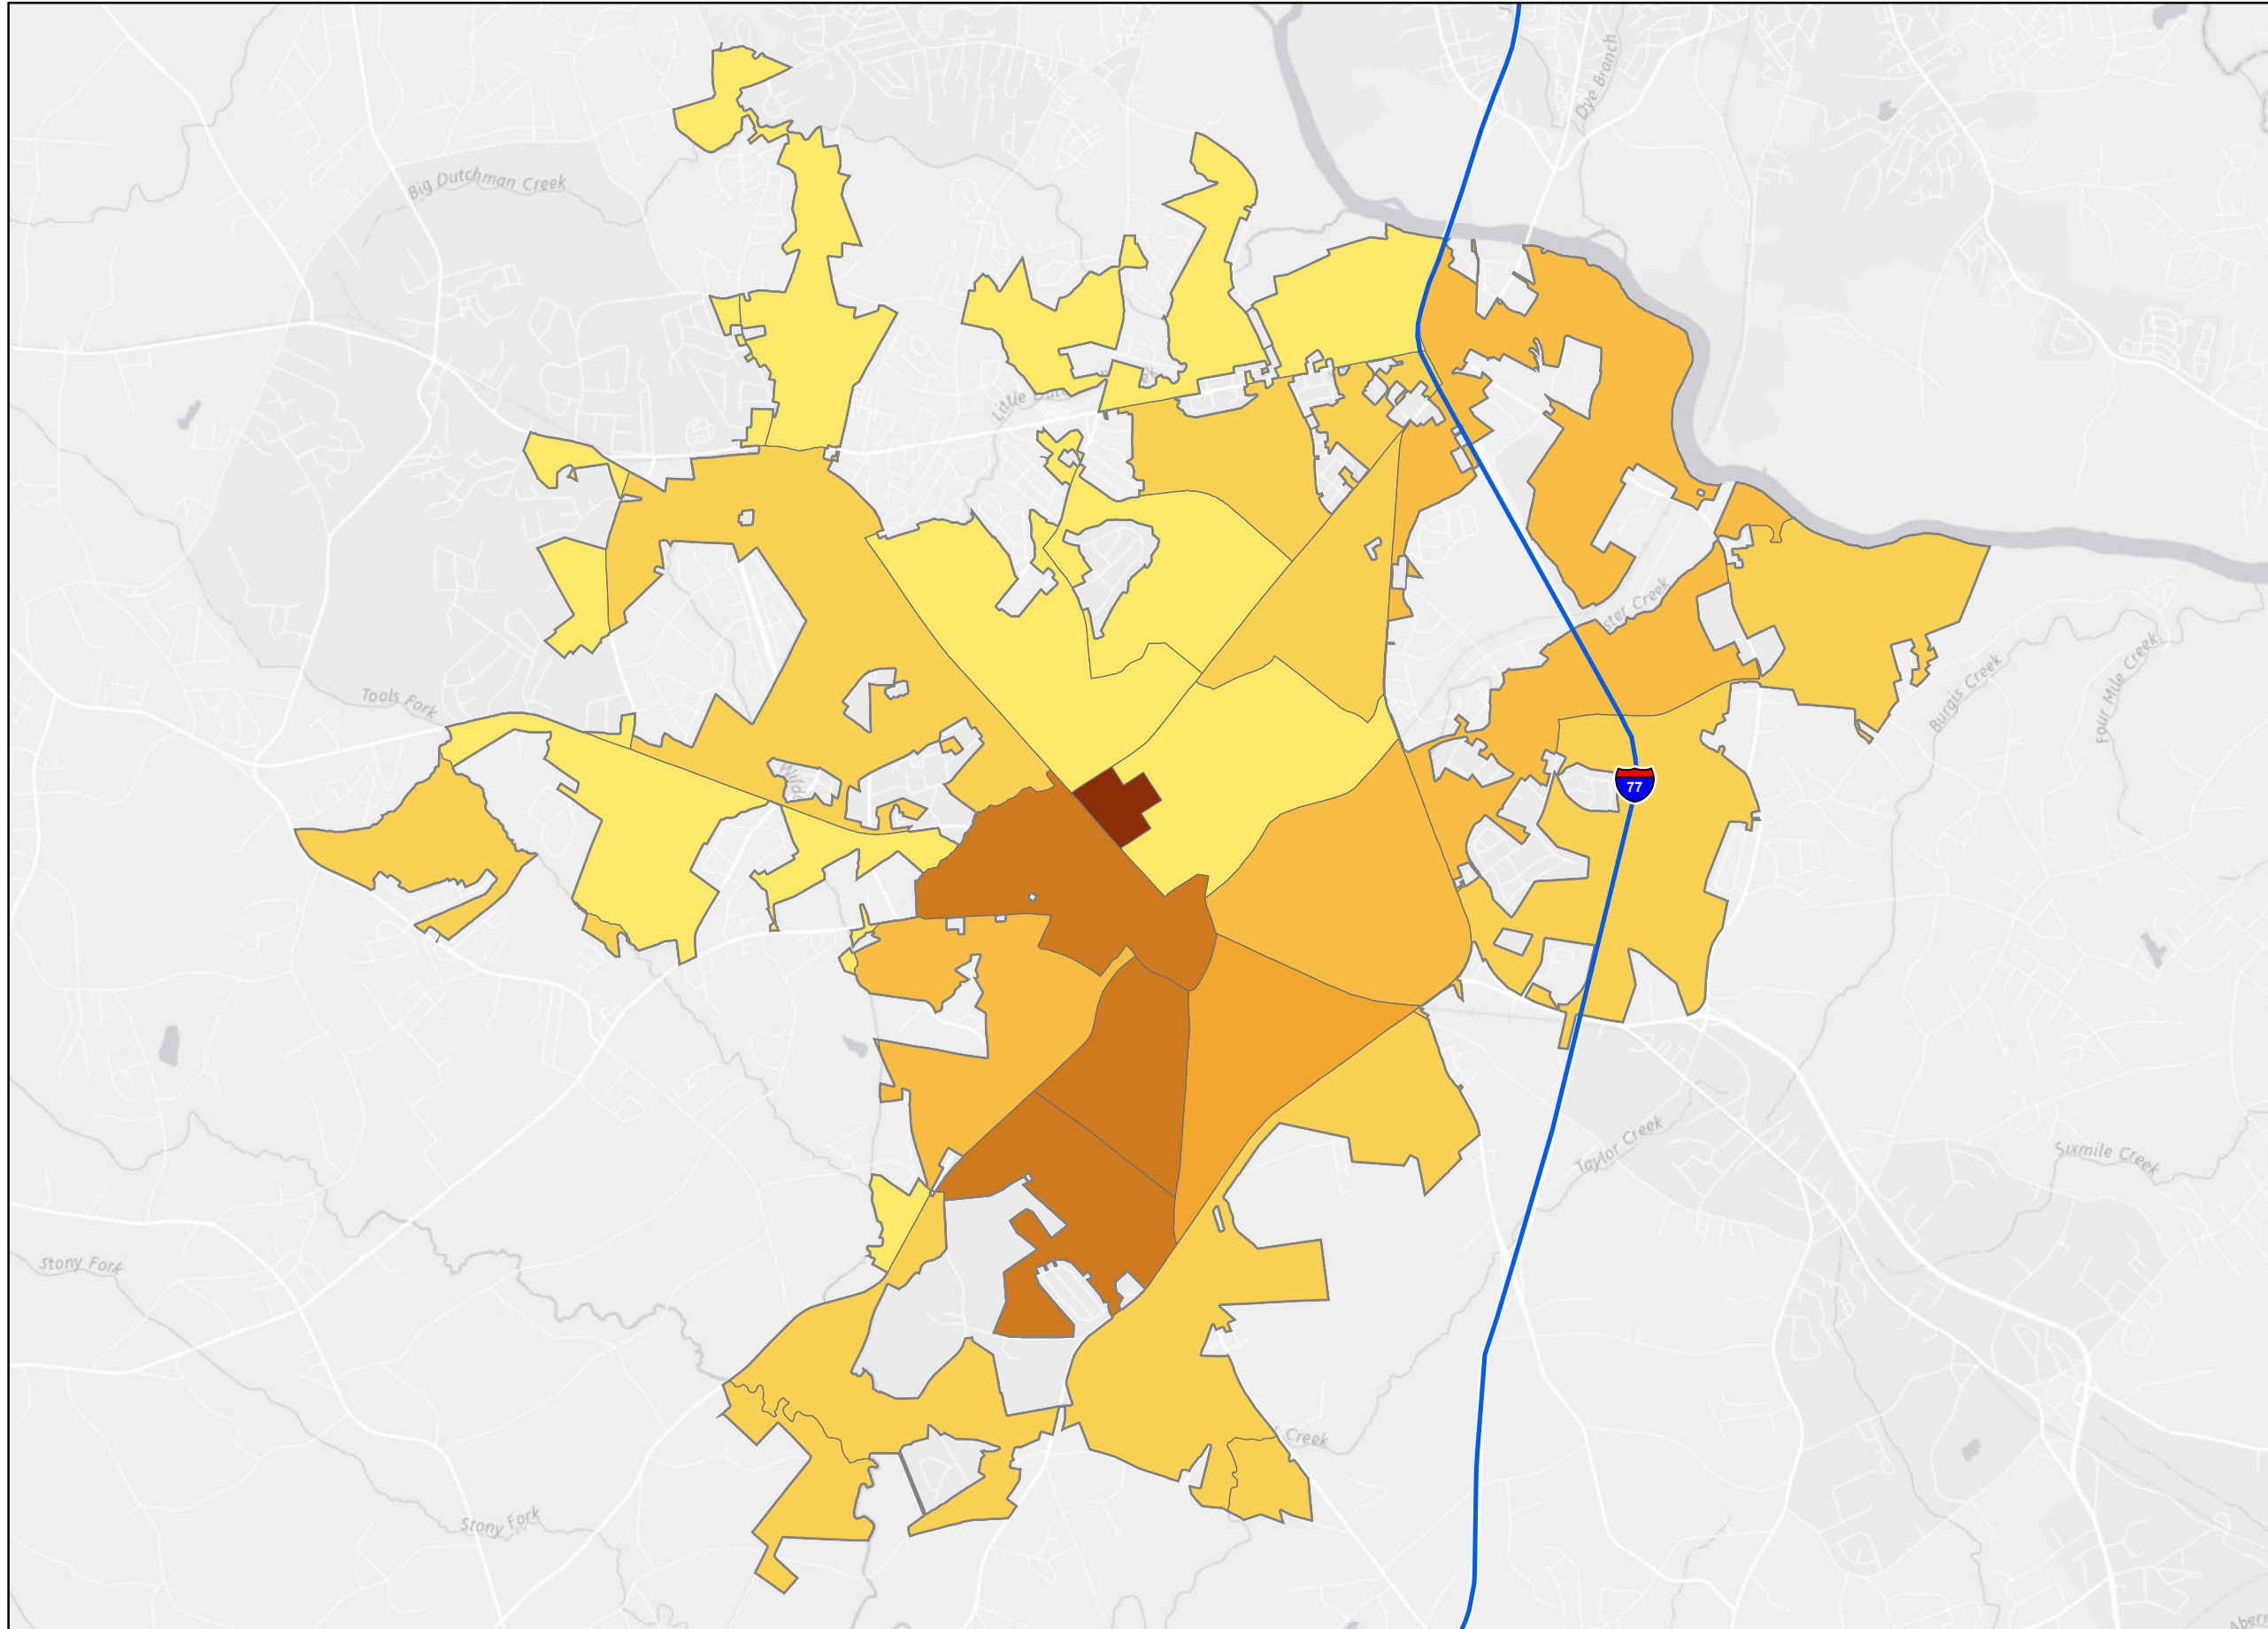 Dye Branch
Big Dutchman Creek
Little
Tools Fork
Burgis Creek
Four Mile Creek
77
Taylor Creek
Sixmile Creek
Stony Fork
Creek
Stony Fork